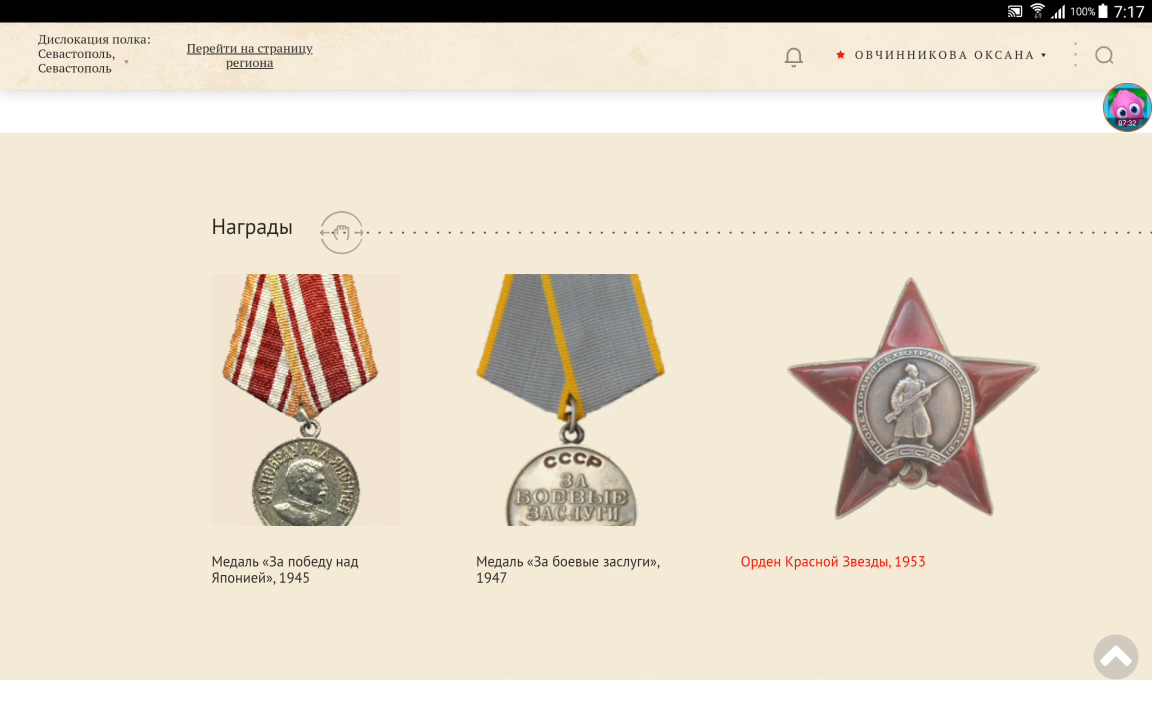 100% 7:17
Дислокация полка:
Севастополь,
Севастополь
Перейти на страницу
региона
ОВЧИННИКОВА ОКСАНА
07:32
Награды
ЗА ПОБЕДУ НАД ЯПОНИЕЙ
СССР
ЗА
БОЕВЫЕ
ЗАСЛУГИ
ПРОЛЕТАРИИ ВСЕХ СТРАН, СОЕДИНЯЙТЕСЬ!
СССР
Медаль «За победу над
Японией», 1945
Медаль «За боевые заслуги»,
1947
Орден Красной Звезды, 1953